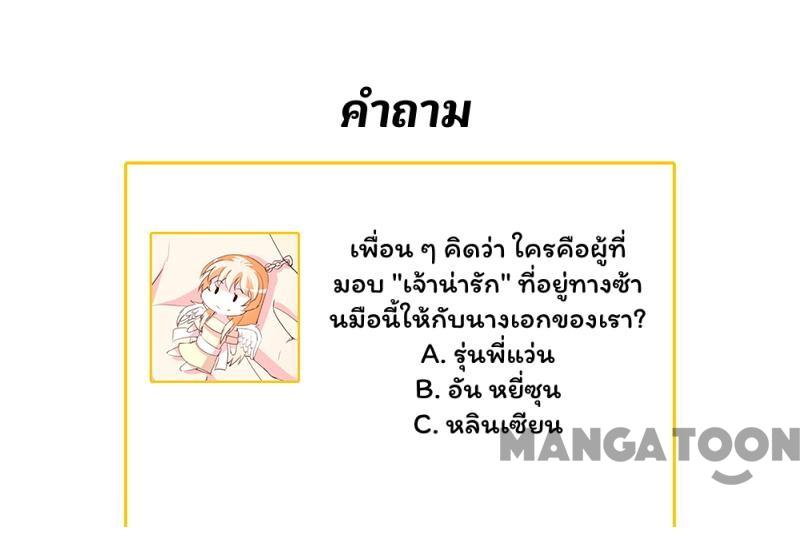 คำถาม
เพื่อน ๆ คิดว่า ใครคือผู้ที่
มอบ "เจ้าน่ารัก" ที่อยู่ทางซ้า
นมือนี้ให้กับนางเอกของเรา?
A. รุ่นพี่แว่น
B. อัน หยี่ซุน
C. หลินเซียน
MANGATOON